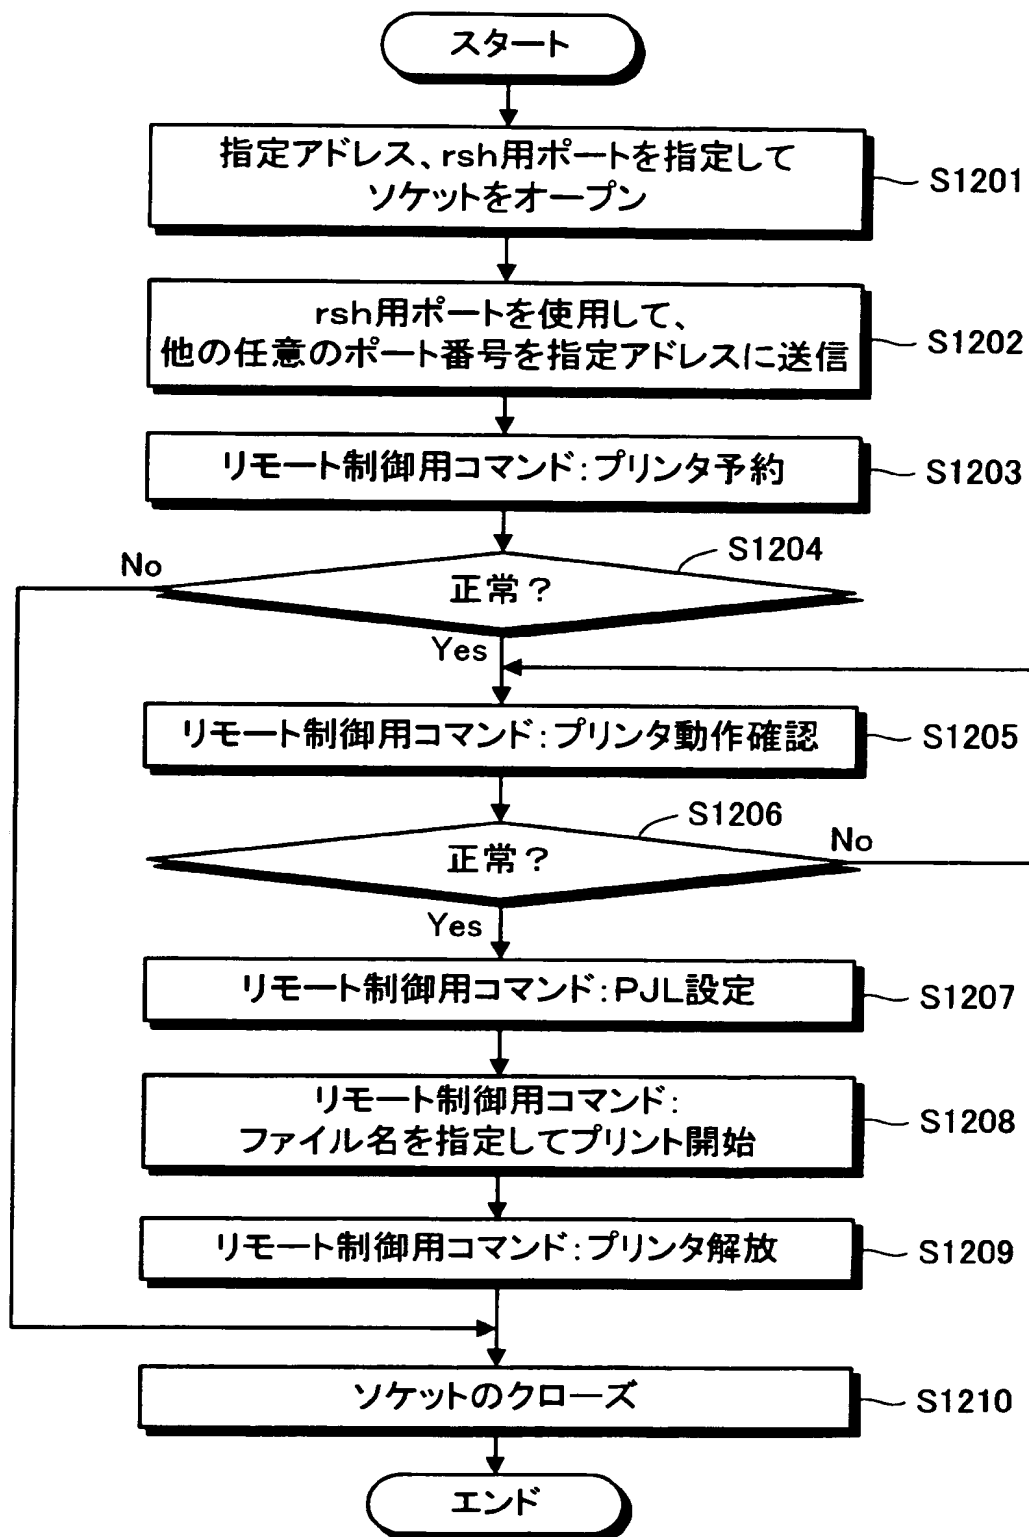 スタート
指定アドレス、rsh用ポートを指定して
ソケットをオープン
S1201
rsh用ポートを使用して、
他の任意のポート番号を指定アドレスに送信
S1202
リモート制御用コマンド:プリンタ予約
S1203
S1204
No
正常?
Yes
リモート制御用コマンド:プリンタ動作確認
S1205
S1206
正常?
No
Yes
リモート制御用コマンド:PJL設定
S1207
リモート制御用コマンド:
ファイル名を指定してプリント開始
S1208
リモート制御用コマンド:プリンタ解放
S1209
ソケットのクローズ
S1210
エンド